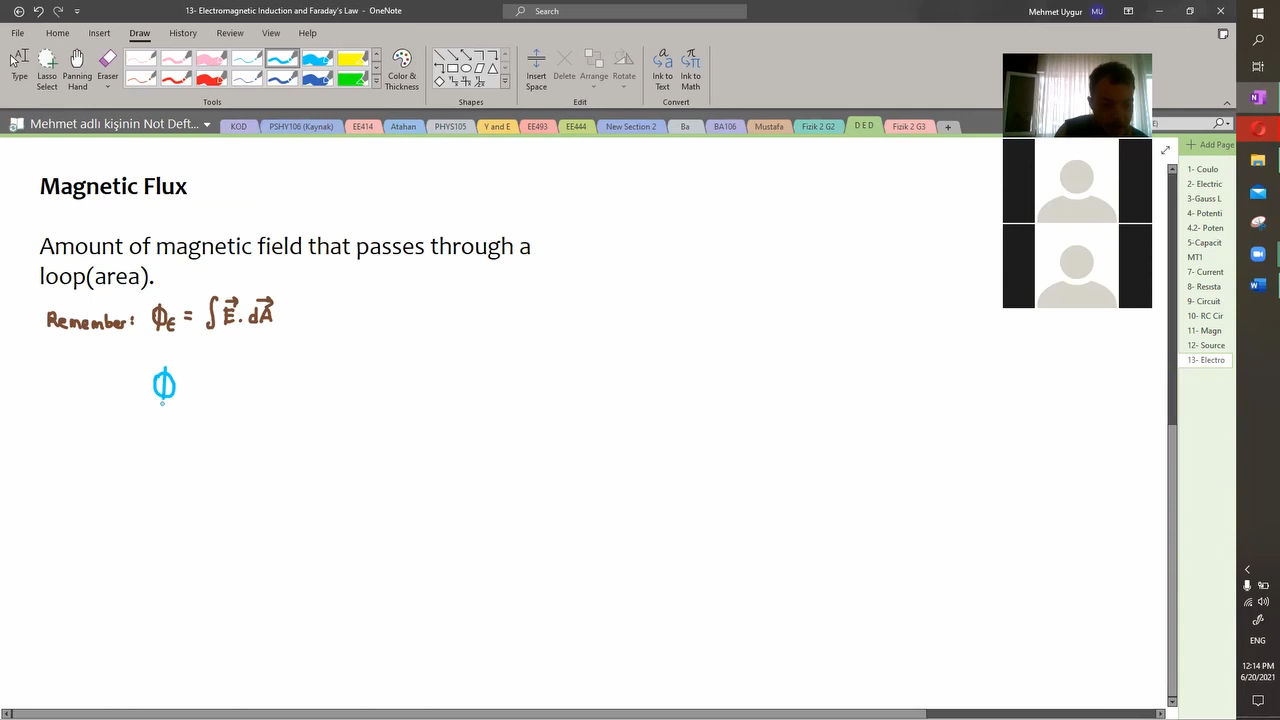 13- Electromagnetic Induction and Faraday's Law - OneNote
Search
Mehmet Uygur MU
File Home Insert Draw History Review View Help
Type
Lasso Select
Panning Hand
Eraser
Color & Thickness
Insert Space
Delete
Arrange
Rotate
Ink to Text
Ink to Math
Tools
Shapes
Edit
Convert
Mehmet adlı kişinin Not Deft...
KOD PSHY106 (Kaynak) EE414 Atahan PHYS105 Y and E EE493 EE444 New Section 2 Ba BA106 Mustafa Fizik 2 G2 D E D Fizik 2 G3 +
Add Page
1- Coulo
2- Electric
3-Gauss L
4- Potenti
4.2- Poten
5-Capacit
MT1
7- Current
8- Resista
9- Circuit
10- RC Cir
11- Magn
12- Source
13- Electro
Magnetic Flux
Amount of magnetic field that passes through a
loop(area).
Remember: ϕ_E = ∫ E⃗ . dA⃗
ϕ
ENG
12:14 PM
6/20/2021